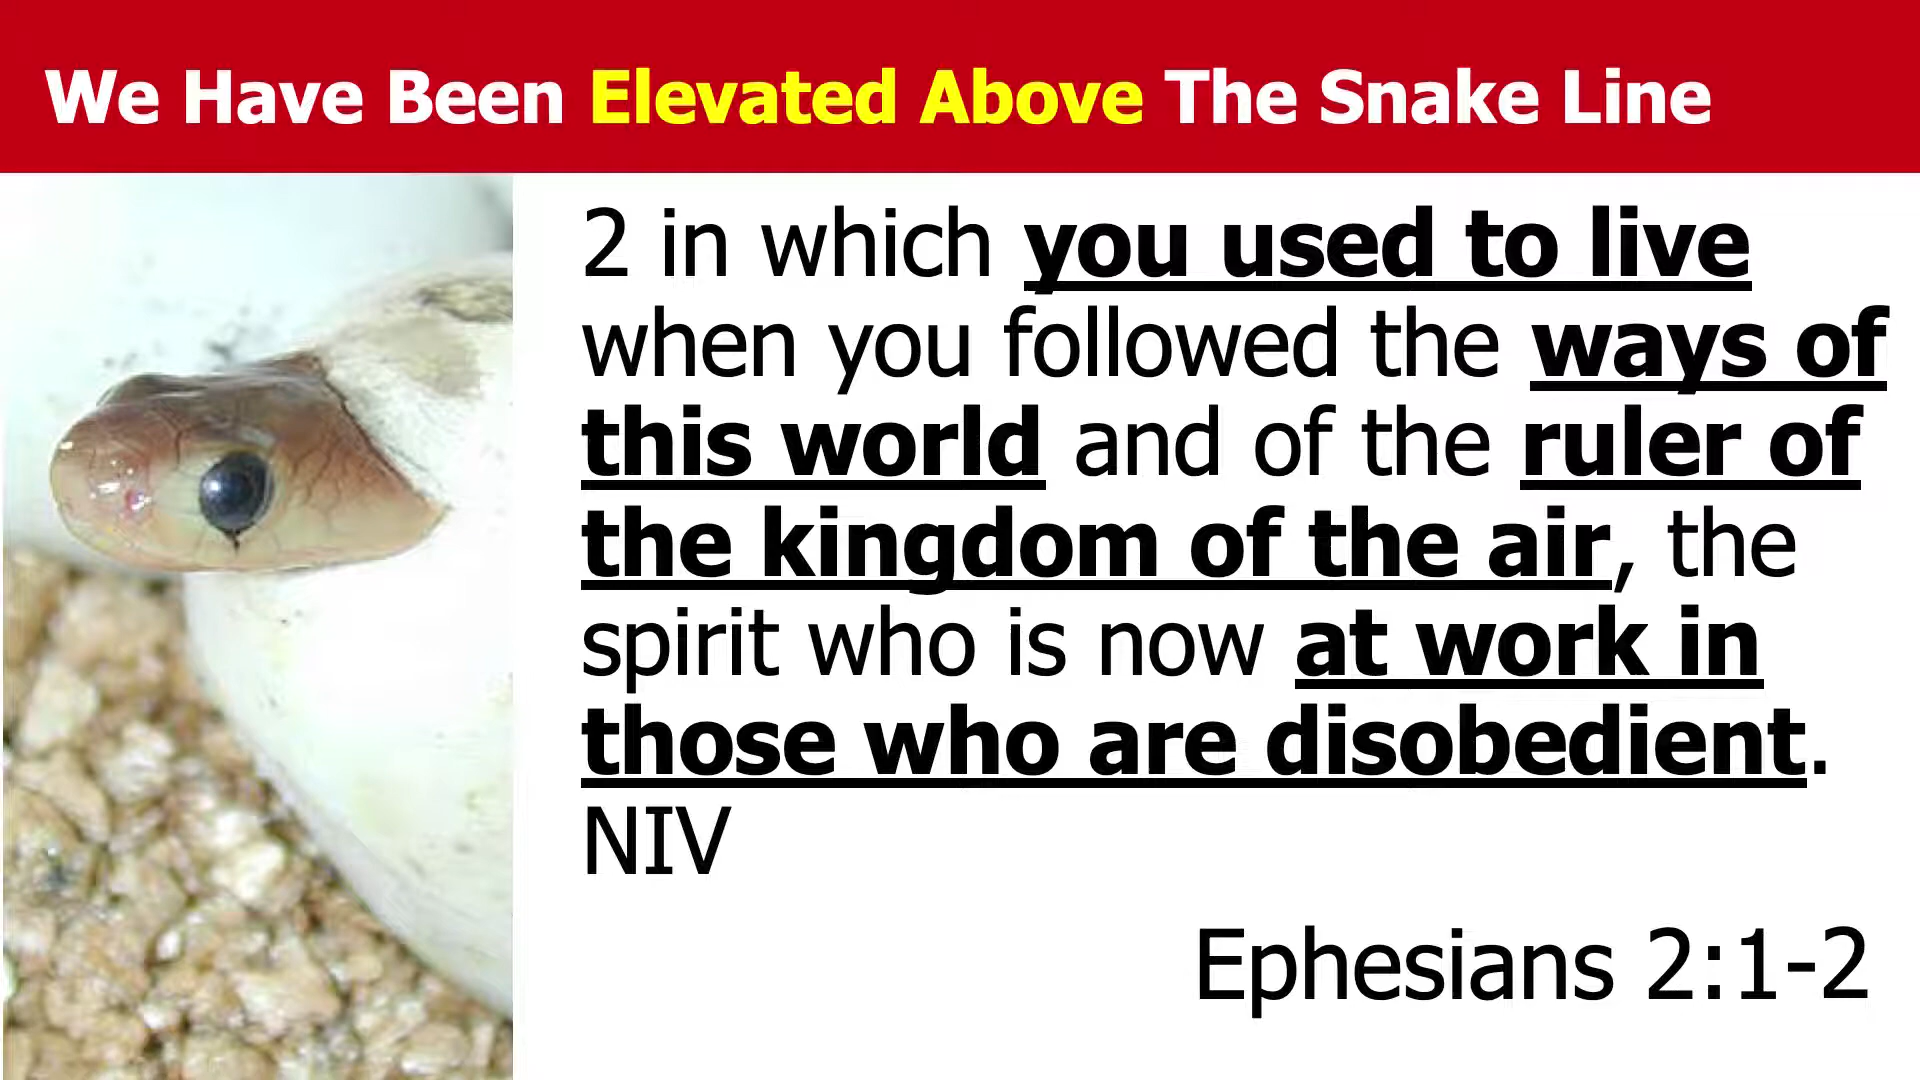 We Have Been Elevated Above The Snake Line
2 in which you used to live
when you followed the ways of
this world and of the ruler of
the kingdom of the air, the
spirit who is now at work in
those who are disobedient.
NIV
Ephesians 2:1-2